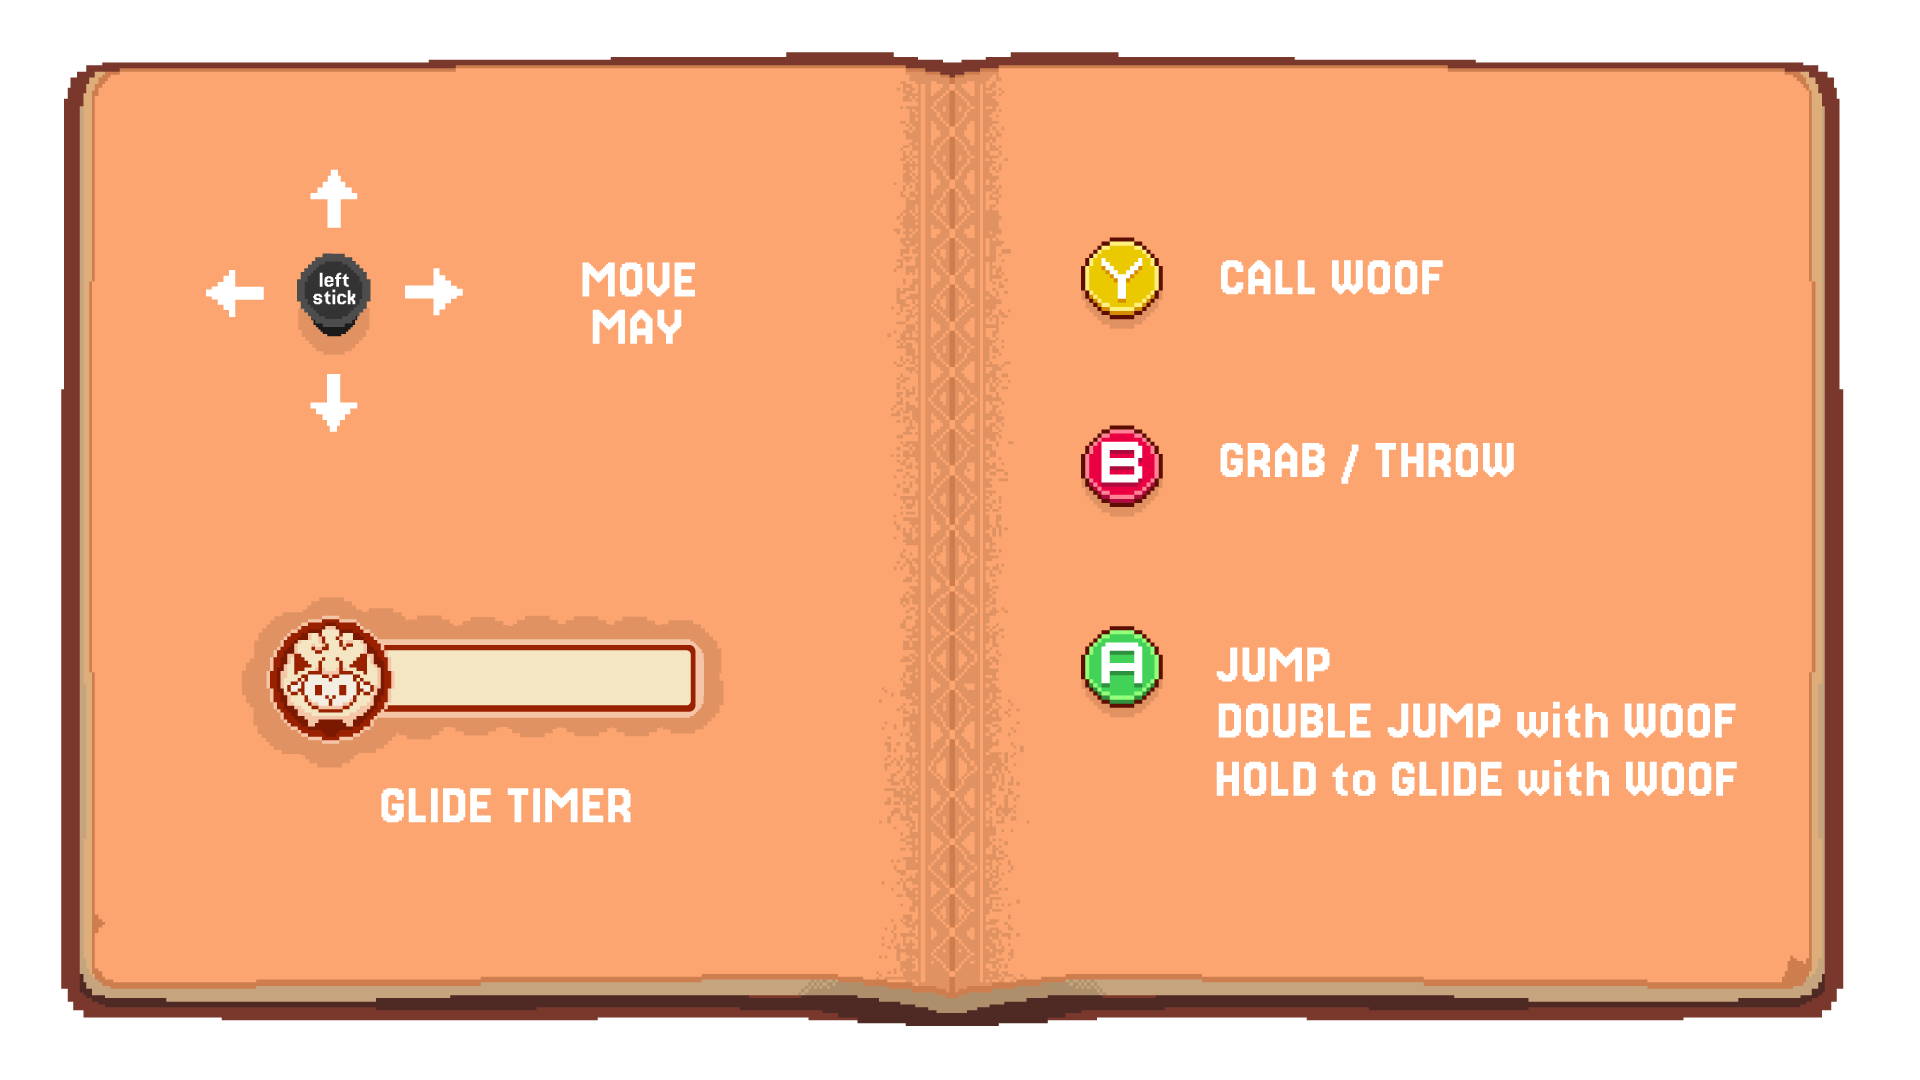 left
stick
MOVE
MAY
GLIDE TIMER
Y
CALL WOOF
B
GRAB / THROW
A
JUMP
DOUBLE JUMP with WOOF
HOLD to GLIDE with WOOF